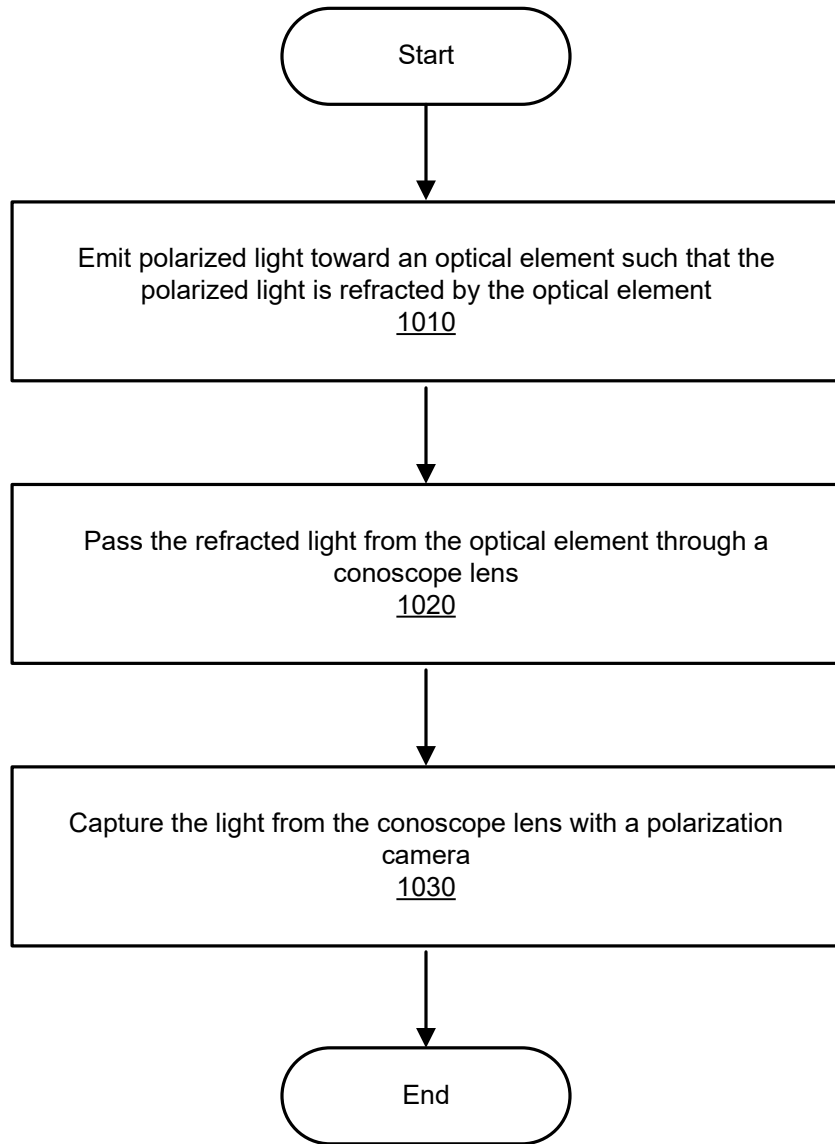 Start
Emit polarized light toward an optical element such that the
polarized light is refracted by the optical element
1010
Pass the refracted light from the optical element through a
conoscope lens
1020
Capture the light from the conoscope lens with a polarization
camera
1030
End